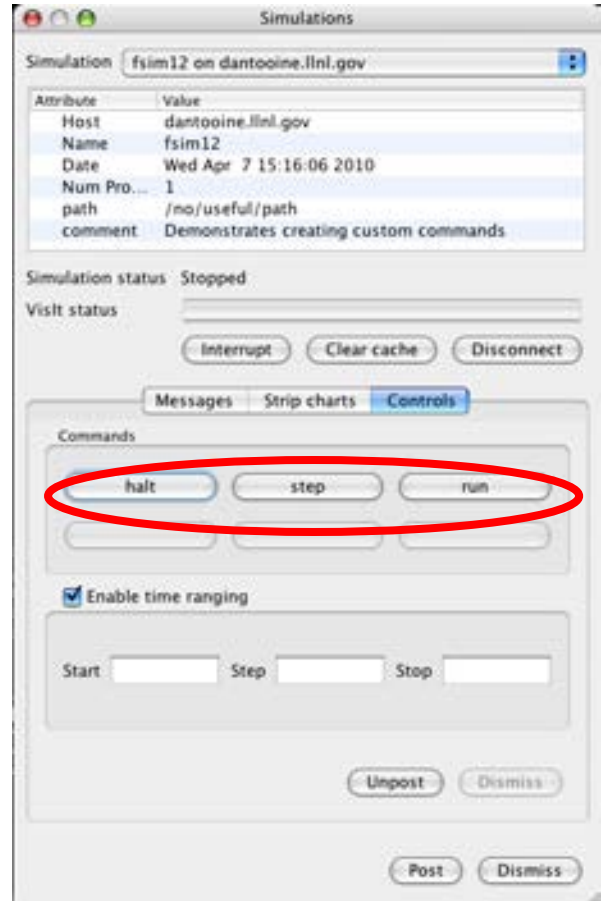 Simulations
Simulation fsim12 on dantooine.llnl.gov
Attribute Value
Host dantooine.llnl.gov
Name fsim12
Date Wed Apr 7 15:16:06 2010
Num Pro... 1
path /no/useful/path
comment Demonstrates creating custom commands
Simulation status Stopped
VisIt status
Interrupt Clear cache Disconnect
Messages Strip charts Controls
Commands
halt step run
Enable time ranging
Start Step Stop
Unpost Dismiss
Post Dismiss